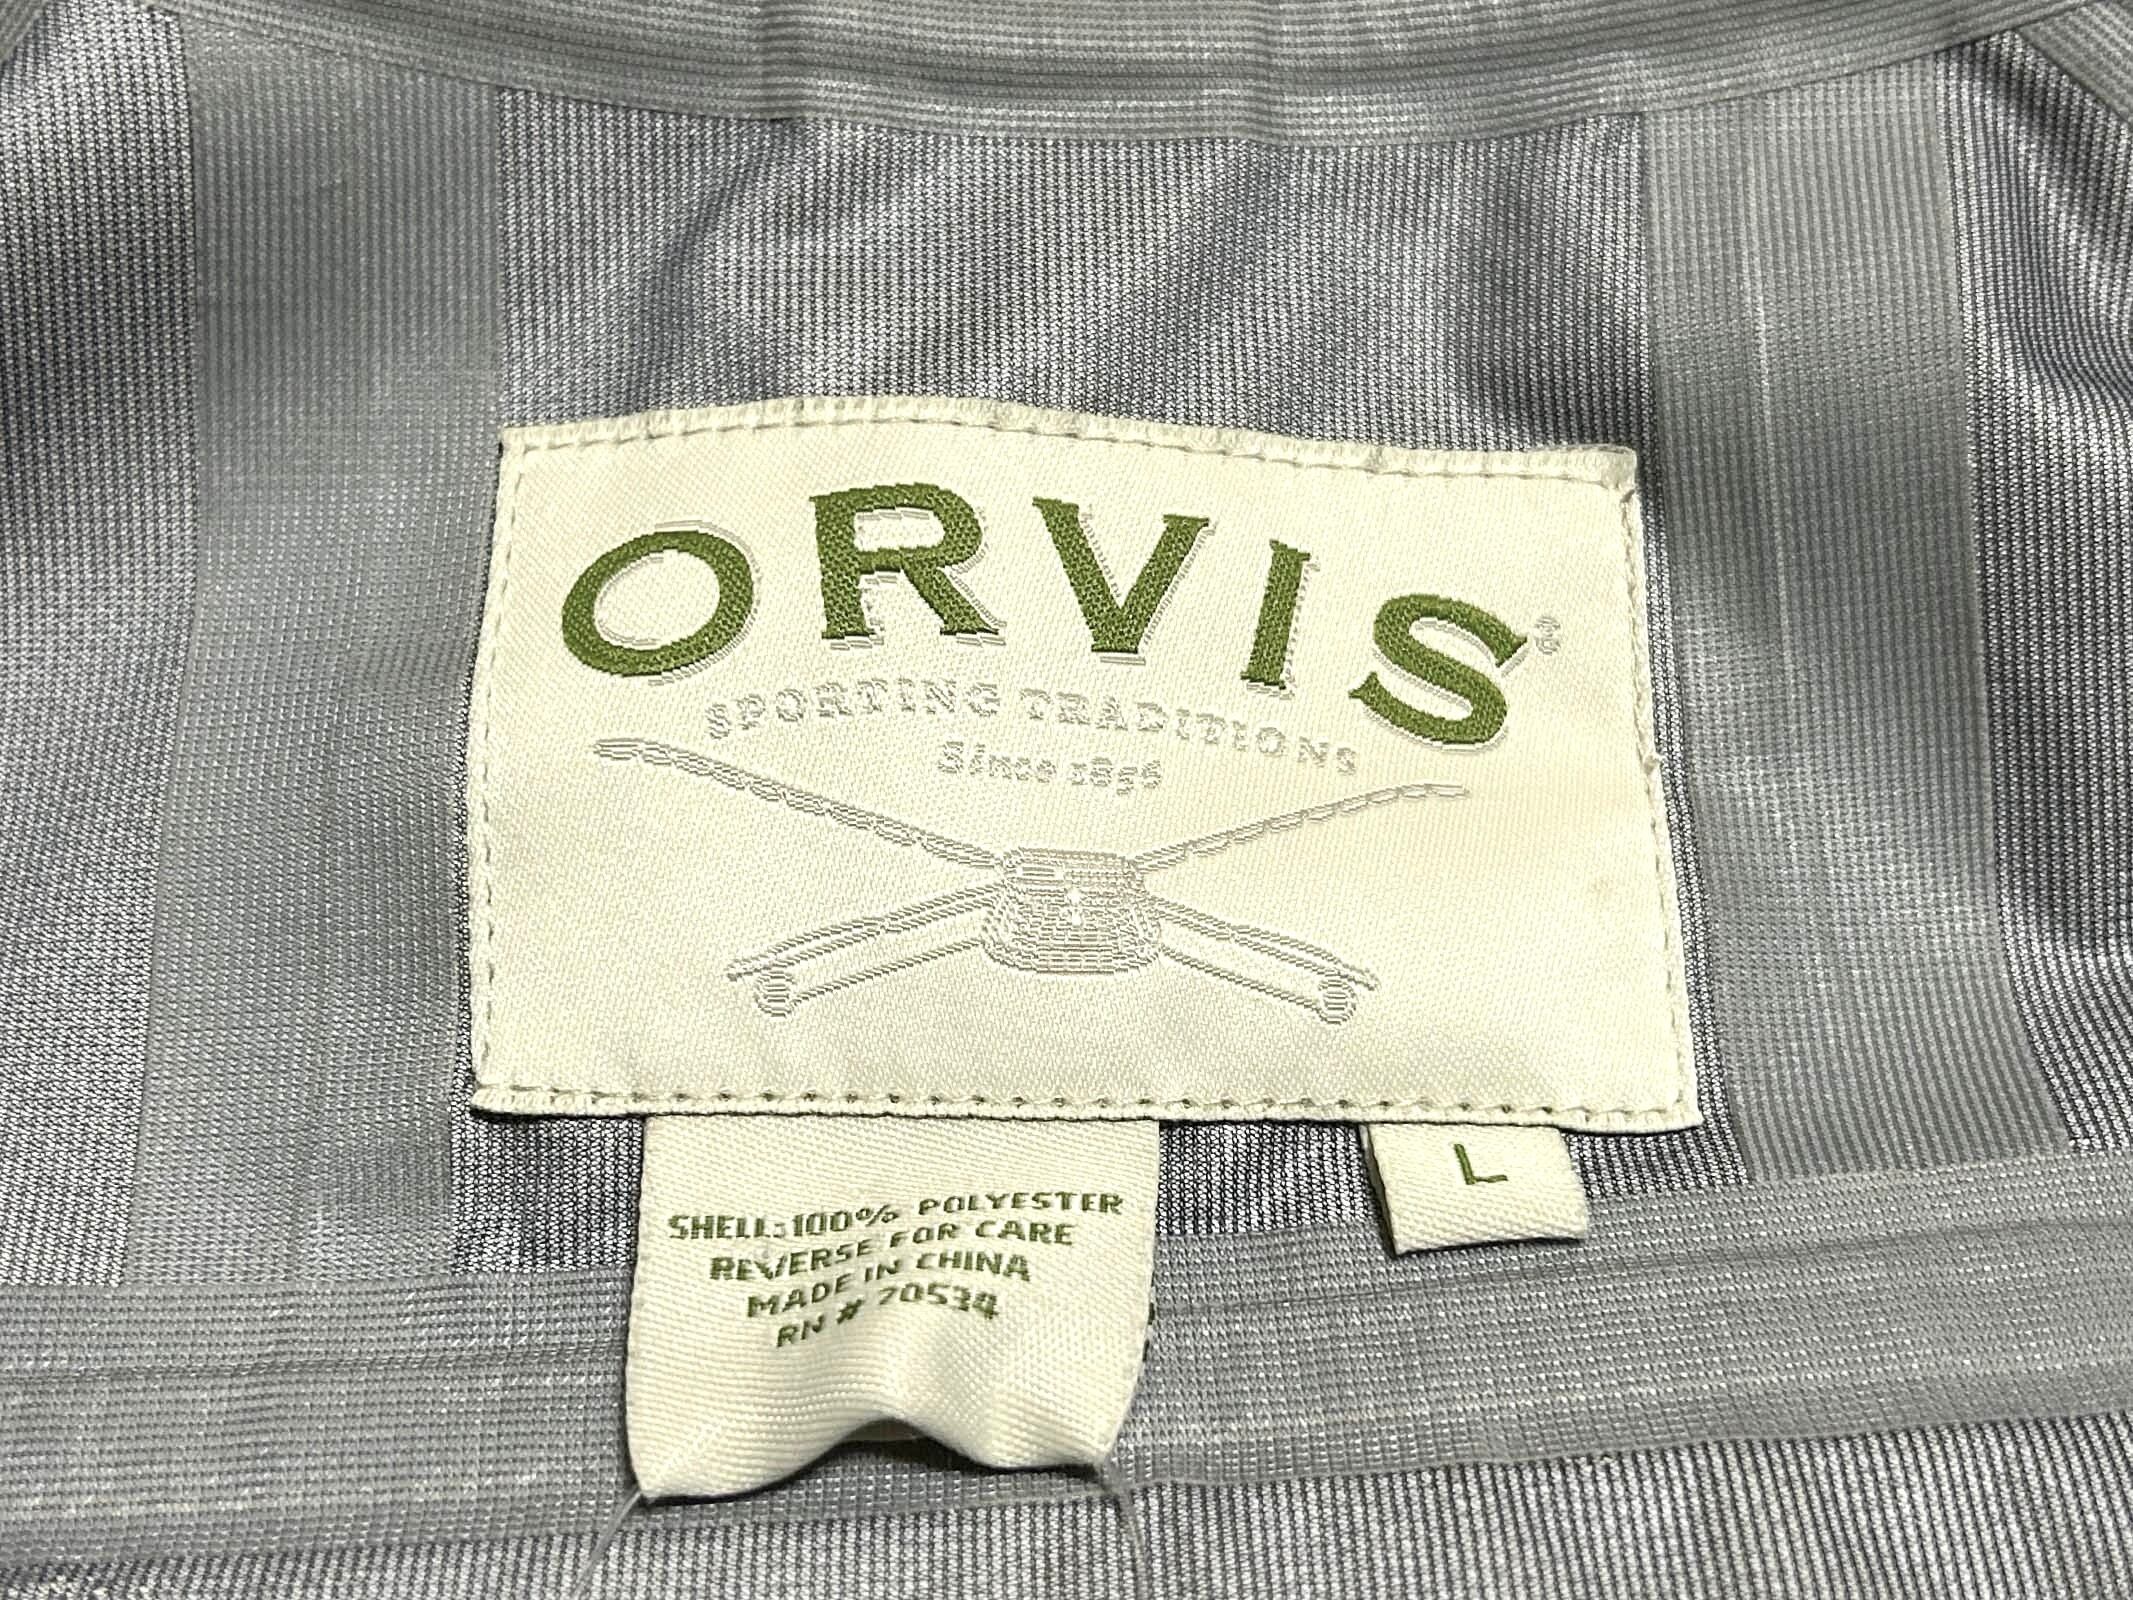 ORVIS®
SPORTING TRADITIONS
Since 1856
L
SHELL:100% POLYESTER
REVERSE FOR CARE
MADE IN CHINA
RN # 70534